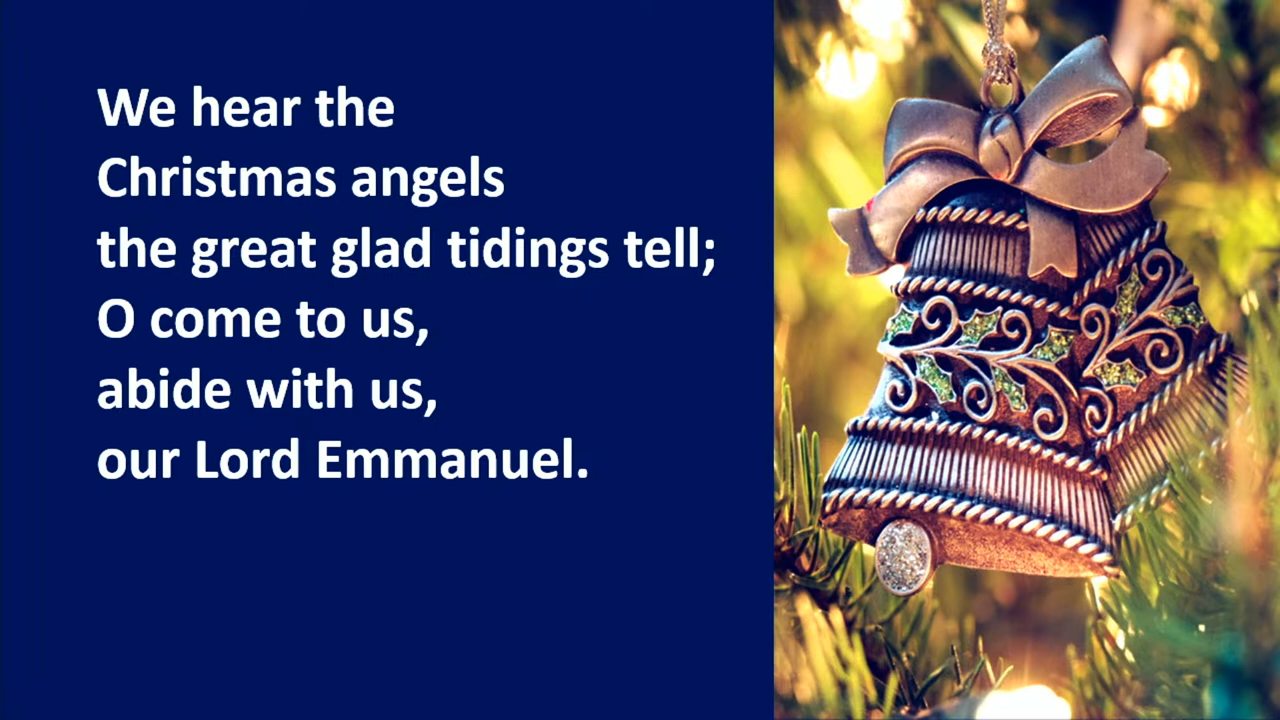 We hear the
Christmas angels
the great glad tidings tell;
O come to us,
abide with us,
our Lord Emmanuel.